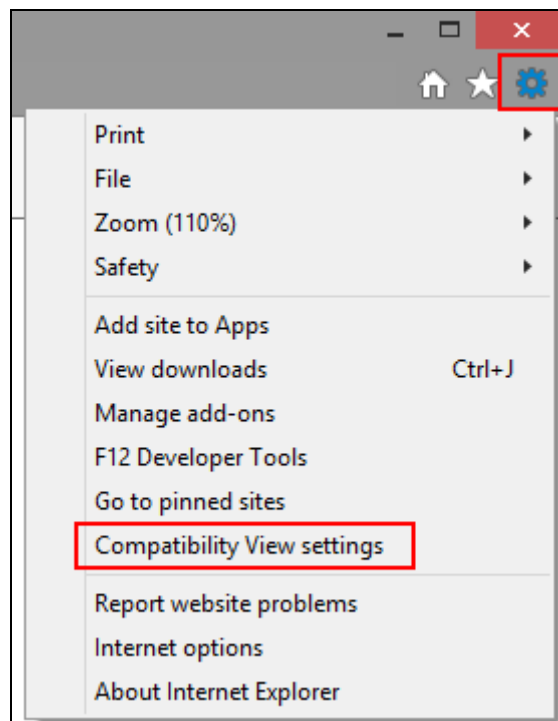 Print
File
Zoom (110%)
Safety
Add site to Apps
View downloads Ctrl+J
Manage add-ons
F12 Developer Tools
Go to pinned sites
Compatibility View settings
Report website problems
Internet options
About Internet Explorer